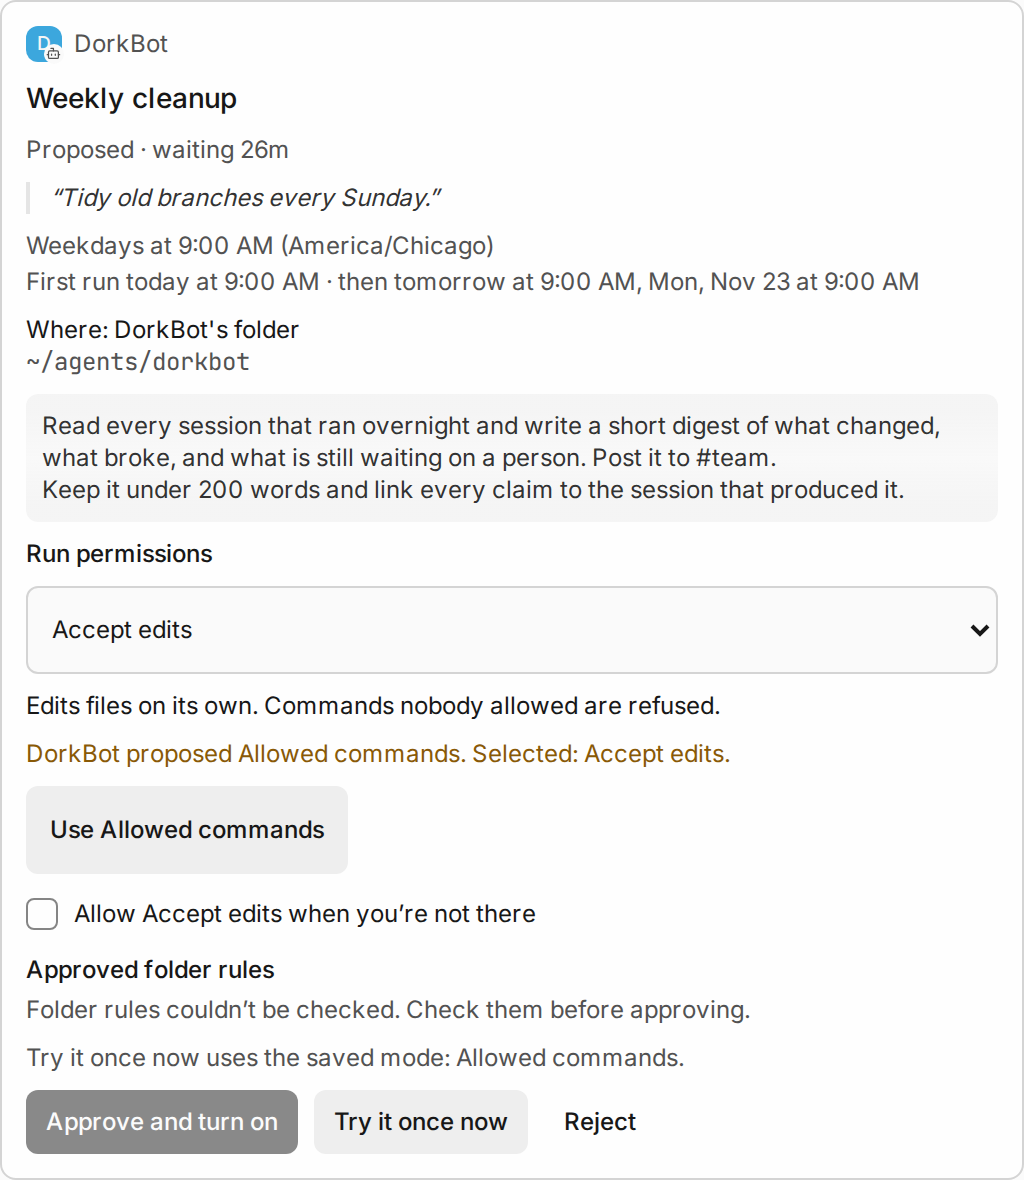 D
DorkBot
Weekly cleanup
Proposed · waiting 26m
“Tidy old branches every Sunday.”
Weekdays at 9:00 AM (America/Chicago)
First run today at 9:00 AM · then tomorrow at 9:00 AM, Mon, Nov 23 at 9:00 AM
Where: DorkBot's folder
~/agents/dorkbot
Read every session that ran overnight and write a short digest of what changed,
what broke, and what is still waiting on a person. Post it to #team.
Keep it under 200 words and link every claim to the session that produced it.
Run permissions
Accept edits
Edits files on its own. Commands nobody allowed are refused.
DorkBot proposed Allowed commands. Selected: Accept edits.
Use Allowed commands
Allow Accept edits when you’re not there
Approved folder rules
Folder rules couldn’t be checked. Check them before approving.
Try it once now uses the saved mode: Allowed commands.
Approve and turn on
Try it once now
Reject